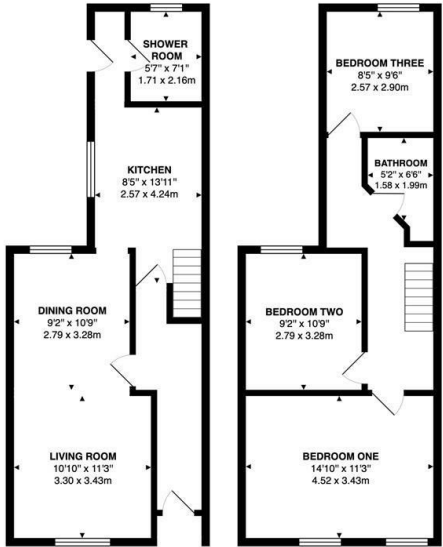 SHOWER
ROOM
5'7" x 7'1"
1.71 x 2.16m
KITCHEN
8'5" x 13'11"
2.57 x 4.24m
DINING ROOM
9'2" x 10'9"
2.79 x 3.28m
LIVING ROOM
10'10" x 11'3"
3.30 x 3.43m
BEDROOM THREE
8'5" x 9'6"
2.57 x 2.90m
BATHROOM
5'2" x 6'6"
1.58 x 1.99m
BEDROOM TWO
9'2" x 10'9"
2.79 x 3.28m
BEDROOM ONE
14'10" x 11'3"
4.52 x 3.43m